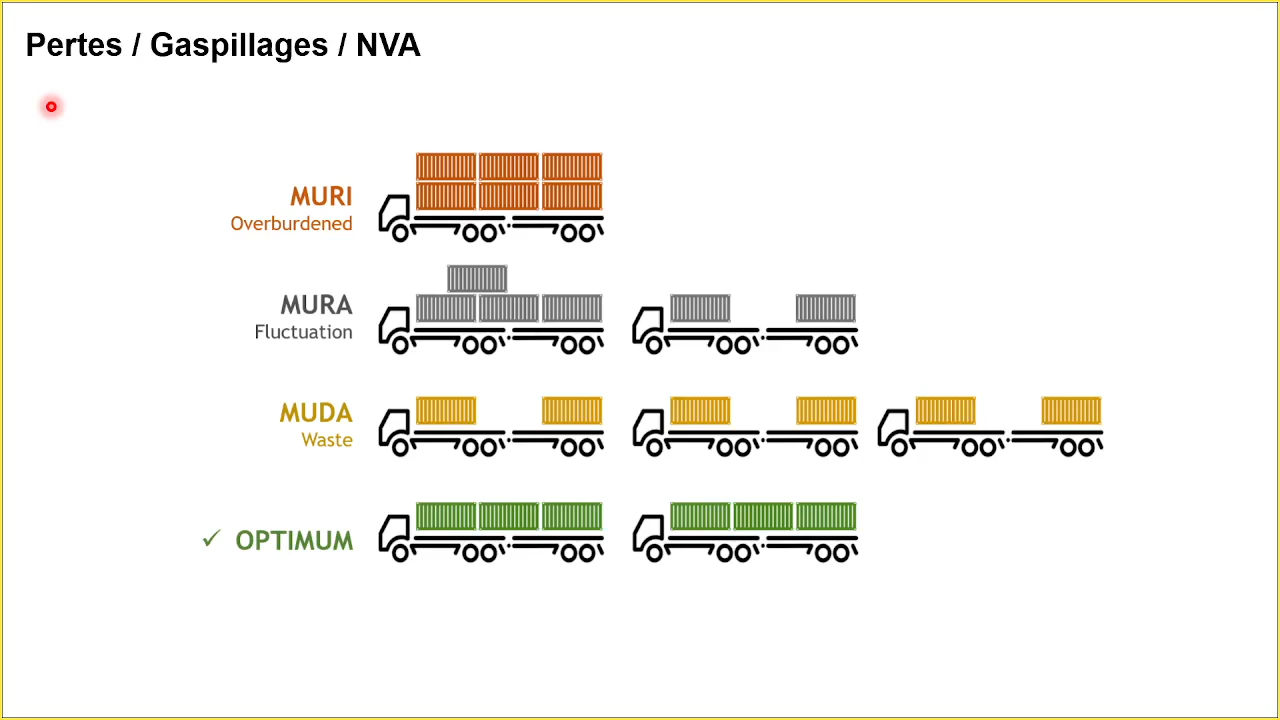 Pertes / Gaspillages / NVA
MURI
Overburdened
MURA
Fluctuation
MUDA
Waste
✓ OPTIMUM